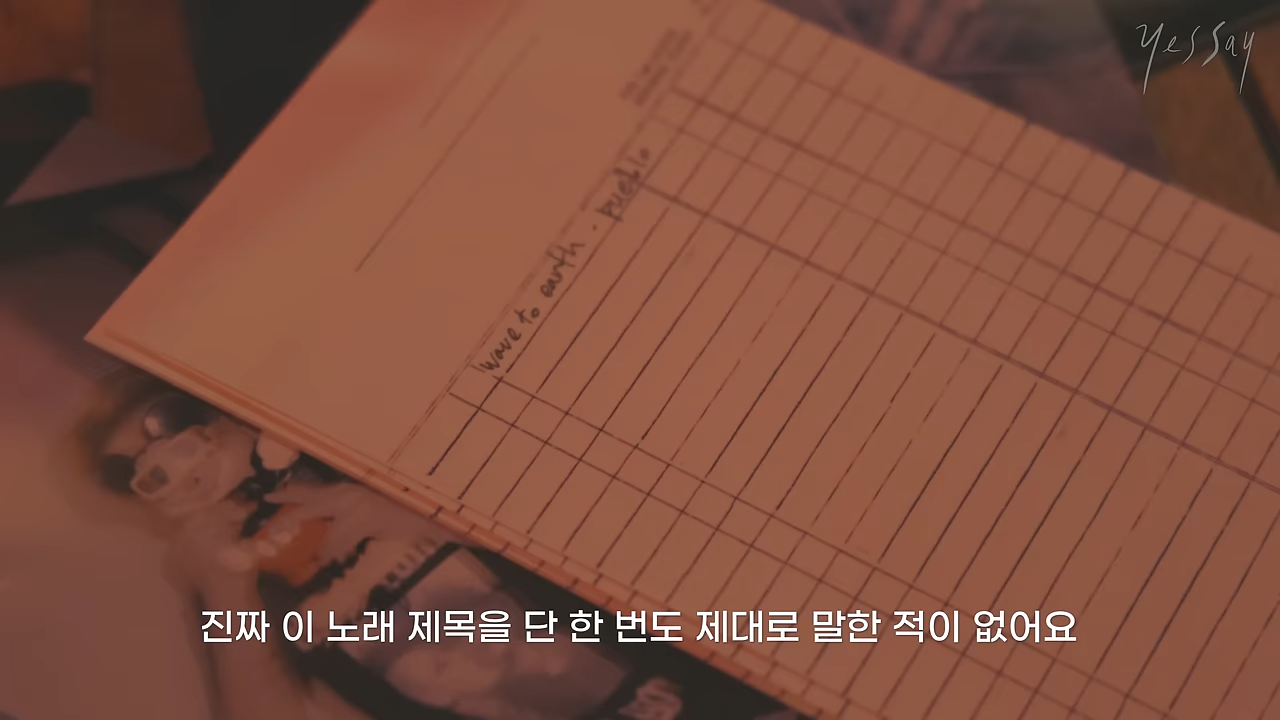 yessay
wave to earth - pueblo
진짜 이 노래 제목을 단 한 번도 제대로 말한 적이 없어요